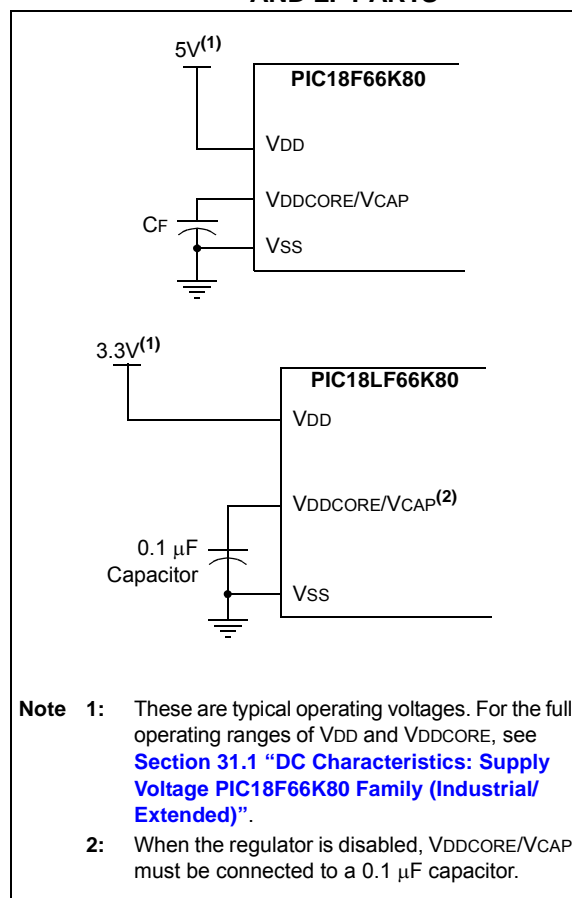 AND LF PARTS
5V(1)
PIC18F66K80
VDD
VDDCORE/VCAP
CF
VSS
3.3V(1)
PIC18LF66K80
VDD
VDDCORE/VCAP(2)
0.1 μF
Capacitor
VSS
Note 1: These are typical operating voltages. For the full
operating ranges of VDD and VDDCORE, see
Section 31.1 “DC Characteristics: Supply
Voltage PIC18F66K80 Family (Industrial/
Extended)”.
2: When the regulator is disabled, VDDCORE/VCAP
must be connected to a 0.1 μF capacitor.